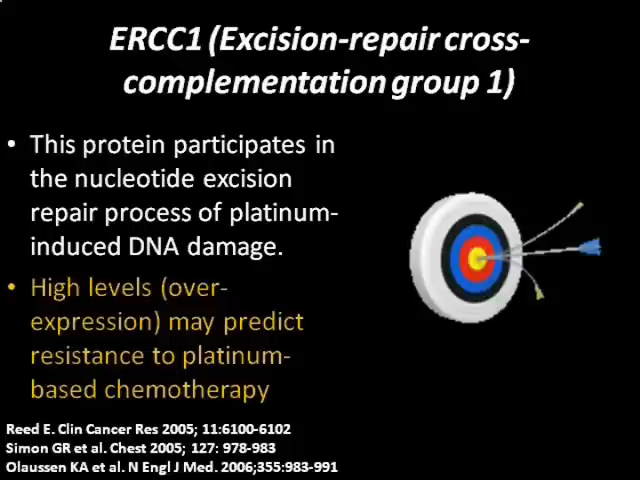 ERCC1 (Excision-repair cross-
complementation group 1)
• This protein participates in
the nucleotide excision
repair process of platinum-
induced DNA damage.
• High levels (over-
expression) may predict
resistance to platinum-
based chemotherapy
Reed E. Clin Cancer Res 2005; 11:6100-6102
Simon GR et al. Chest 2005; 127: 978-983
Olaussen KA et al. N Engl J Med. 2006;355:983-991